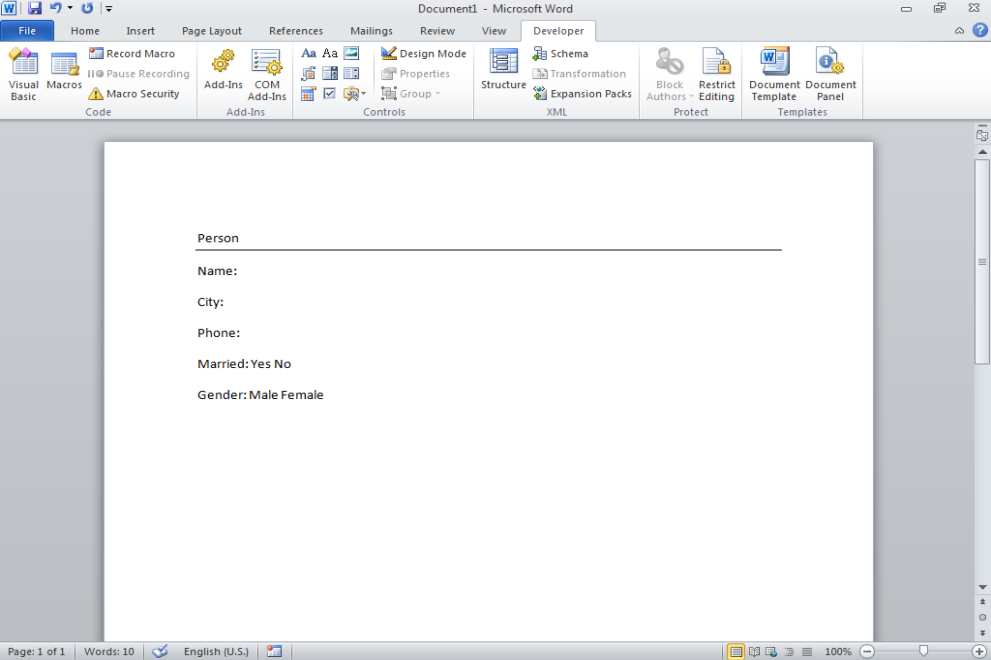 Document1 - Microsoft Word
File Home Insert Page Layout References Mailings Review View Developer
Visual Basic
Macros
Record Macro
Pause Recording
Macro Security
Code
Add-Ins
COM Add-Ins
Add-Ins
Aa Aa
Design Mode
Properties
Group
Controls
Structure
Schema
Transformation
Expansion Packs
XML
Block Authors
Restrict Editing
Protect
Document Template
Document Panel
Templates
Person
Name:
City:
Phone:
Married: Yes No
Gender: Male Female
Page: 1 of 1 Words: 10 English (U.S.) 100%